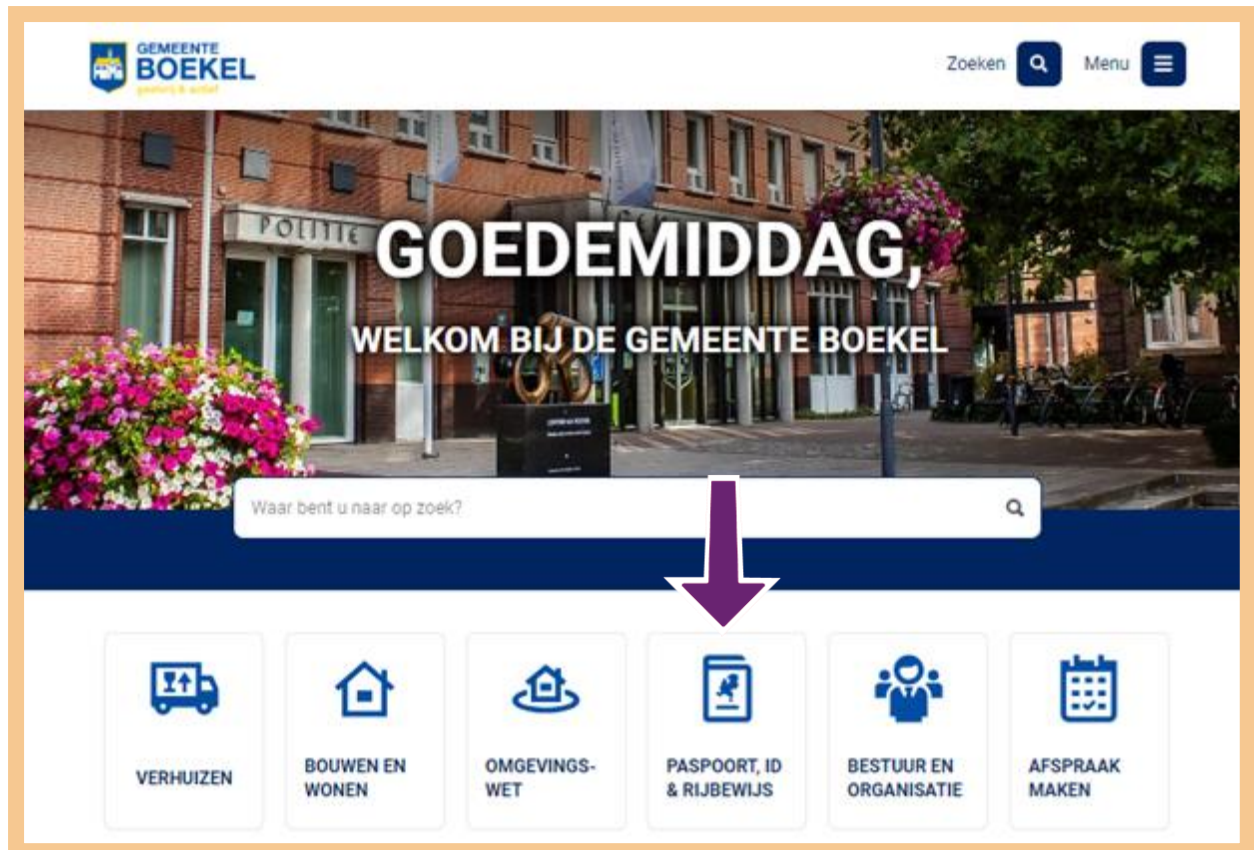 GEMEENTE
BOEKEL
Zoeken
Menu
POLITIE
GOEDEMIDDAG,
WELKOM BIJ DE GEMEENTE BOEKEL
Waar bent u naar op zoek?
VERHUIZEN
BOUWEN EN
WONEN
OMGEVINGS-
WET
PASPOORT, ID
& RIJBEWIJS
BESTUUR EN
ORGANISATIE
AFSPRAAK
MAKEN